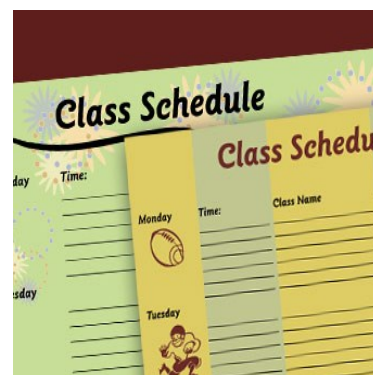 Class Schedule
day
Time:
sday
Class Schedu
Monday
Time:
Class Name
Tuesday